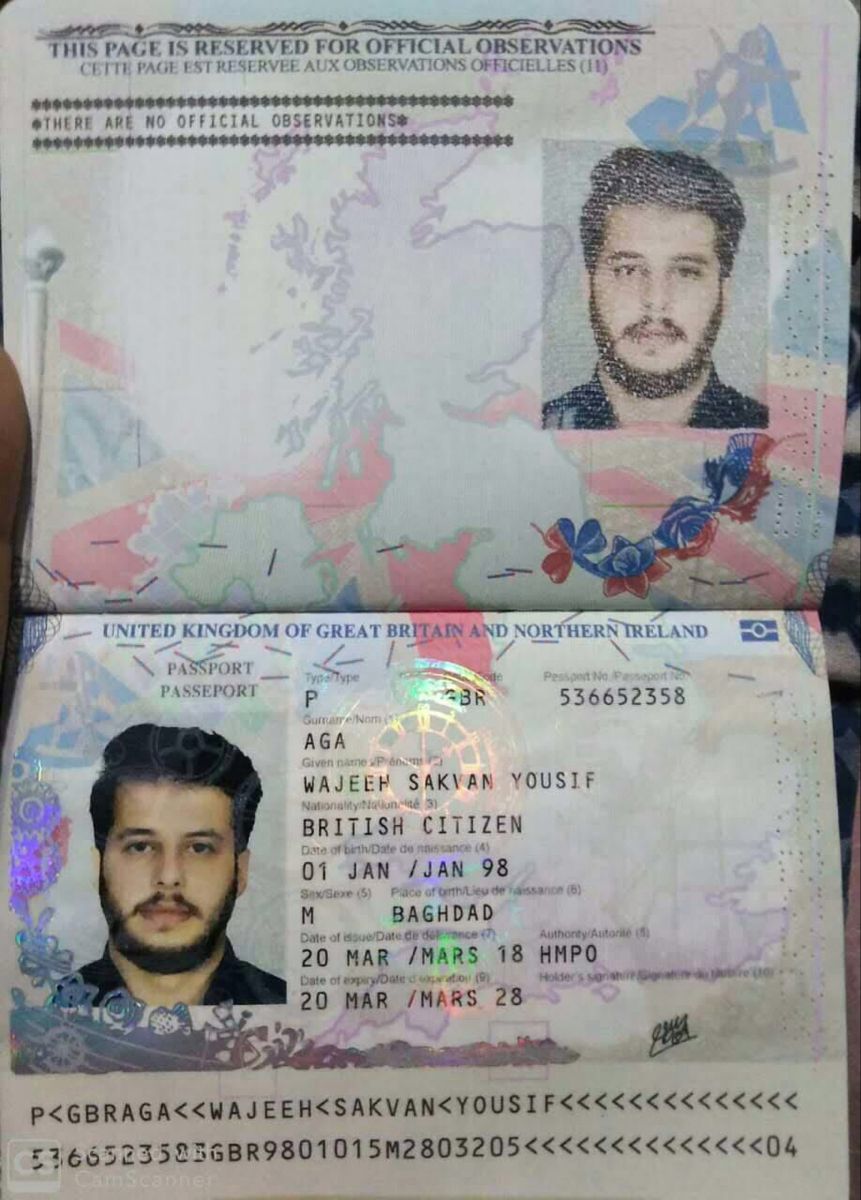 THIS PAGE IS RESERVED FOR OFFICIAL OBSERVATIONS
CETTE PAGE EST RESERVEE AUX OBSERVATIONS OFFICIELLES (11)
*THERE ARE NO OFFICIAL OBSERVATIONS*
UNITED KINGDOM OF GREAT BRITAIN AND NORTHERN IRELAND
PASSPORT
PASSEPORT
Type/Type Code Passport No./Passeport No.
P GBR 536652358
Surname/Nom (1)
AGA
Given names/Prénoms (2)
WAJEEH SAKVAN YOUSIF
Nationality/Nationalité (3)
BRITISH CITIZEN
Date of birth/Date de naissance (4)
01 JAN /JAN 98
Sex/Sexe (5) Place of birth/Lieu de naissance (6)
M BAGHDAD
Date of issue/Date de délivrance (7) Authority/Autorité (8)
20 MAR /MARS 18 HMPO
Date of expiry/Date d'expiration (9) Holder's signature/Signature du titulaire (10)
20 MAR /MARS 28
P<GBRAGA<<WAJEEH<SAKVAN<YOUSIF<<<<<<<<<<<<<<
5366523583GBR9801015M2803205<<<<<<<<<<<<<<04
CS Scanned with
CamScanner